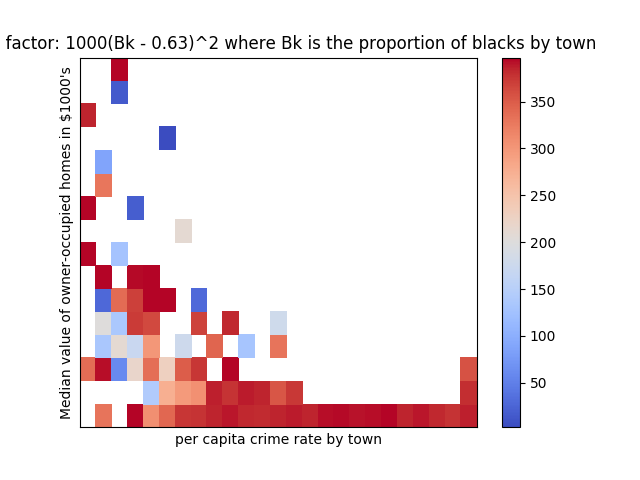 factor: 1000(Bk - 0.63)^2 where Bk is the proportion of blacks by town
Median value of owner-occupied homes in $1000's
350
300
250
200
150
100
50
per capita crime rate by town